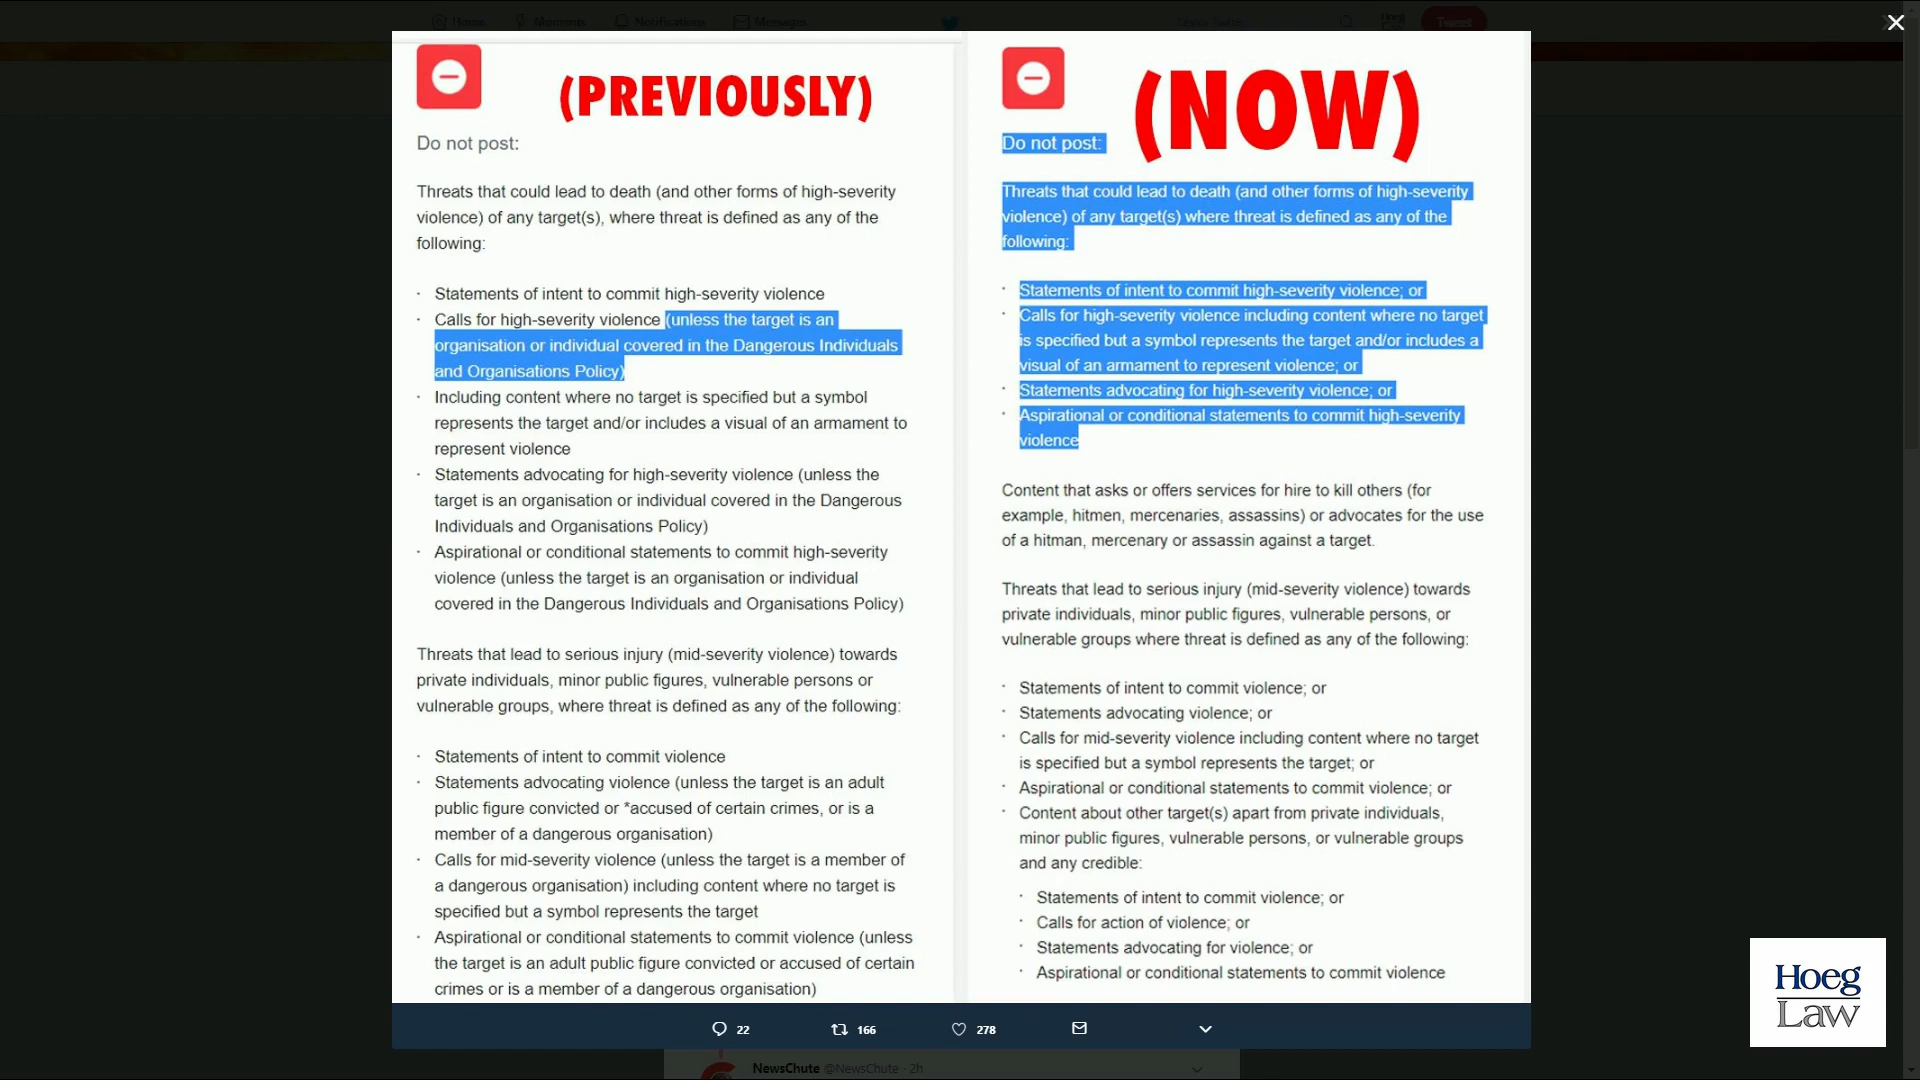 Home Moments Notifications Messages Tweet
(PREVIOUSLY)
Do not post:
Threats that could lead to death (and other forms of high-severity
violence) of any target(s), where threat is defined as any of the
following:
· Statements of intent to commit high-severity violence
· Calls for high-severity violence (unless the target is an
organisation or individual covered in the Dangerous Individuals
and Organisations Policy)
· Including content where no target is specified but a symbol
represents the target and/or includes a visual of an armament to
represent violence
· Statements advocating for high-severity violence (unless the
target is an organisation or individual covered in the Dangerous
Individuals and Organisations Policy)
· Aspirational or conditional statements to commit high-severity
violence (unless the target is an organisation or individual
covered in the Dangerous Individuals and Organisations Policy)
Threats that lead to serious injury (mid-severity violence) towards
private individuals, minor public figures, vulnerable persons or
vulnerable groups, where threat is defined as any of the following:
· Statements of intent to commit violence
· Statements advocating violence (unless the target is an adult
public figure convicted or *accused of certain crimes, or is a
member of a dangerous organisation)
· Calls for mid-severity violence (unless the target is a member of
a dangerous organisation) including content where no target is
specified but a symbol represents the target
· Aspirational or conditional statements to commit violence (unless
the target is an adult public figure convicted or accused of certain
crimes or is a member of a dangerous organisation)
(NOW)
Do not post:
Threats that could lead to death (and other forms of high-severity
violence) of any target(s) where threat is defined as any of the
following:
· Statements of intent to commit high-severity violence; or
· Calls for high-severity violence including content where no target
is specified but a symbol represents the target and/or includes a
visual of an armament to represent violence; or
· Statements advocating for high-severity violence; or
· Aspirational or conditional statements to commit high-severity
violence
Content that asks or offers services for hire to kill others (for
example, hitmen, mercenaries, assassins) or advocates for the use
of a hitman, mercenary or assassin against a target.
Threats that lead to serious injury (mid-severity violence) towards
private individuals, minor public figures, vulnerable persons, or
vulnerable groups where threat is defined as any of the following:
· Statements of intent to commit violence; or
· Statements advocating violence; or
· Calls for mid-severity violence including content where no target
is specified but a symbol represents the target; or
· Aspirational or conditional statements to commit violence; or
· Content about other target(s) apart from private individuals,
minor public figures, vulnerable persons, or vulnerable groups
and any credible:
· Statements of intent to commit violence; or
· Calls for action of violence; or
· Statements advocating for violence; or
· Aspirational or conditional statements to commit violence
22 166 278
NewsChute @NewsChute · 2h
Hoeg
Law